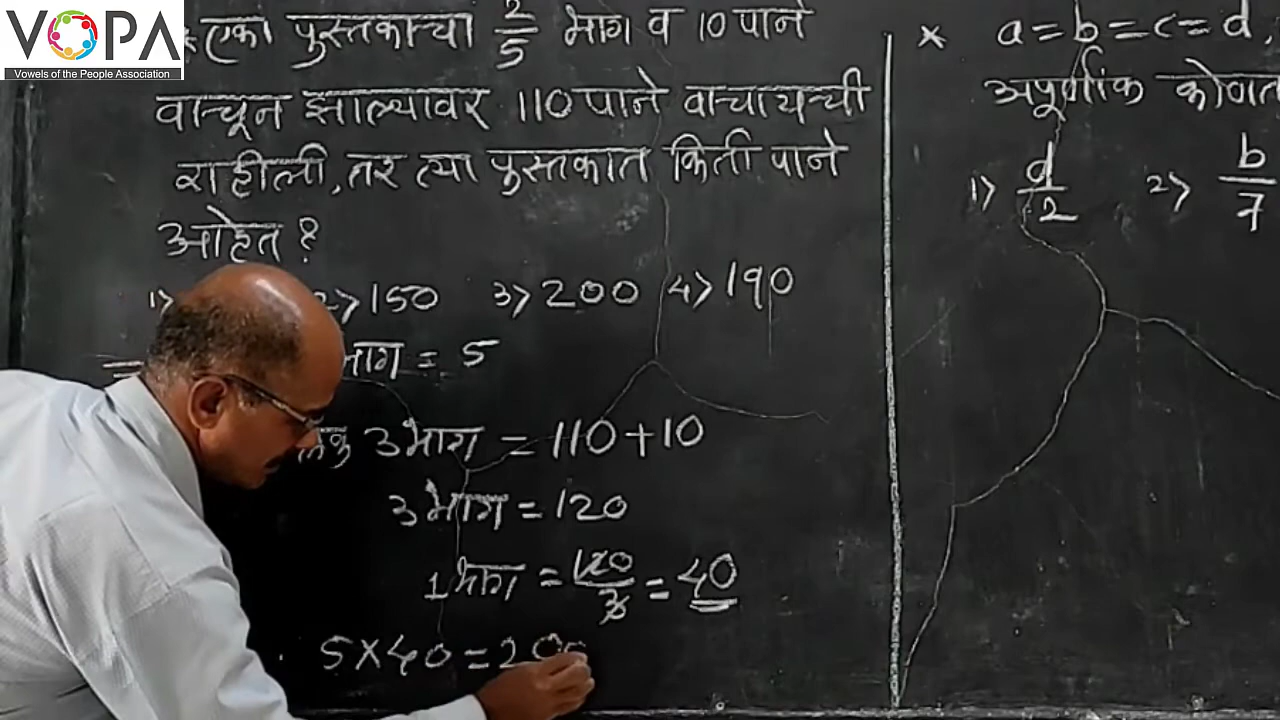 VOPA
Vowels of the People Association
* एका पुस्तकाचा 2/5 भाग व 10 पाने
वाचून झाल्यावर 110 पाने वाचायची
राहीली, तर त्या पुस्तकात किती पाने
आहेत ?
1> 2> 150 3> 200 4> 190
= भाग = 5
3 भाग = 110 + 10
3 भाग = 120
1 भाग = 120/3 = 40
5 × 40 = 200
* a = b = c = d,
अपूर्णांक
1> d/2 2> b/7